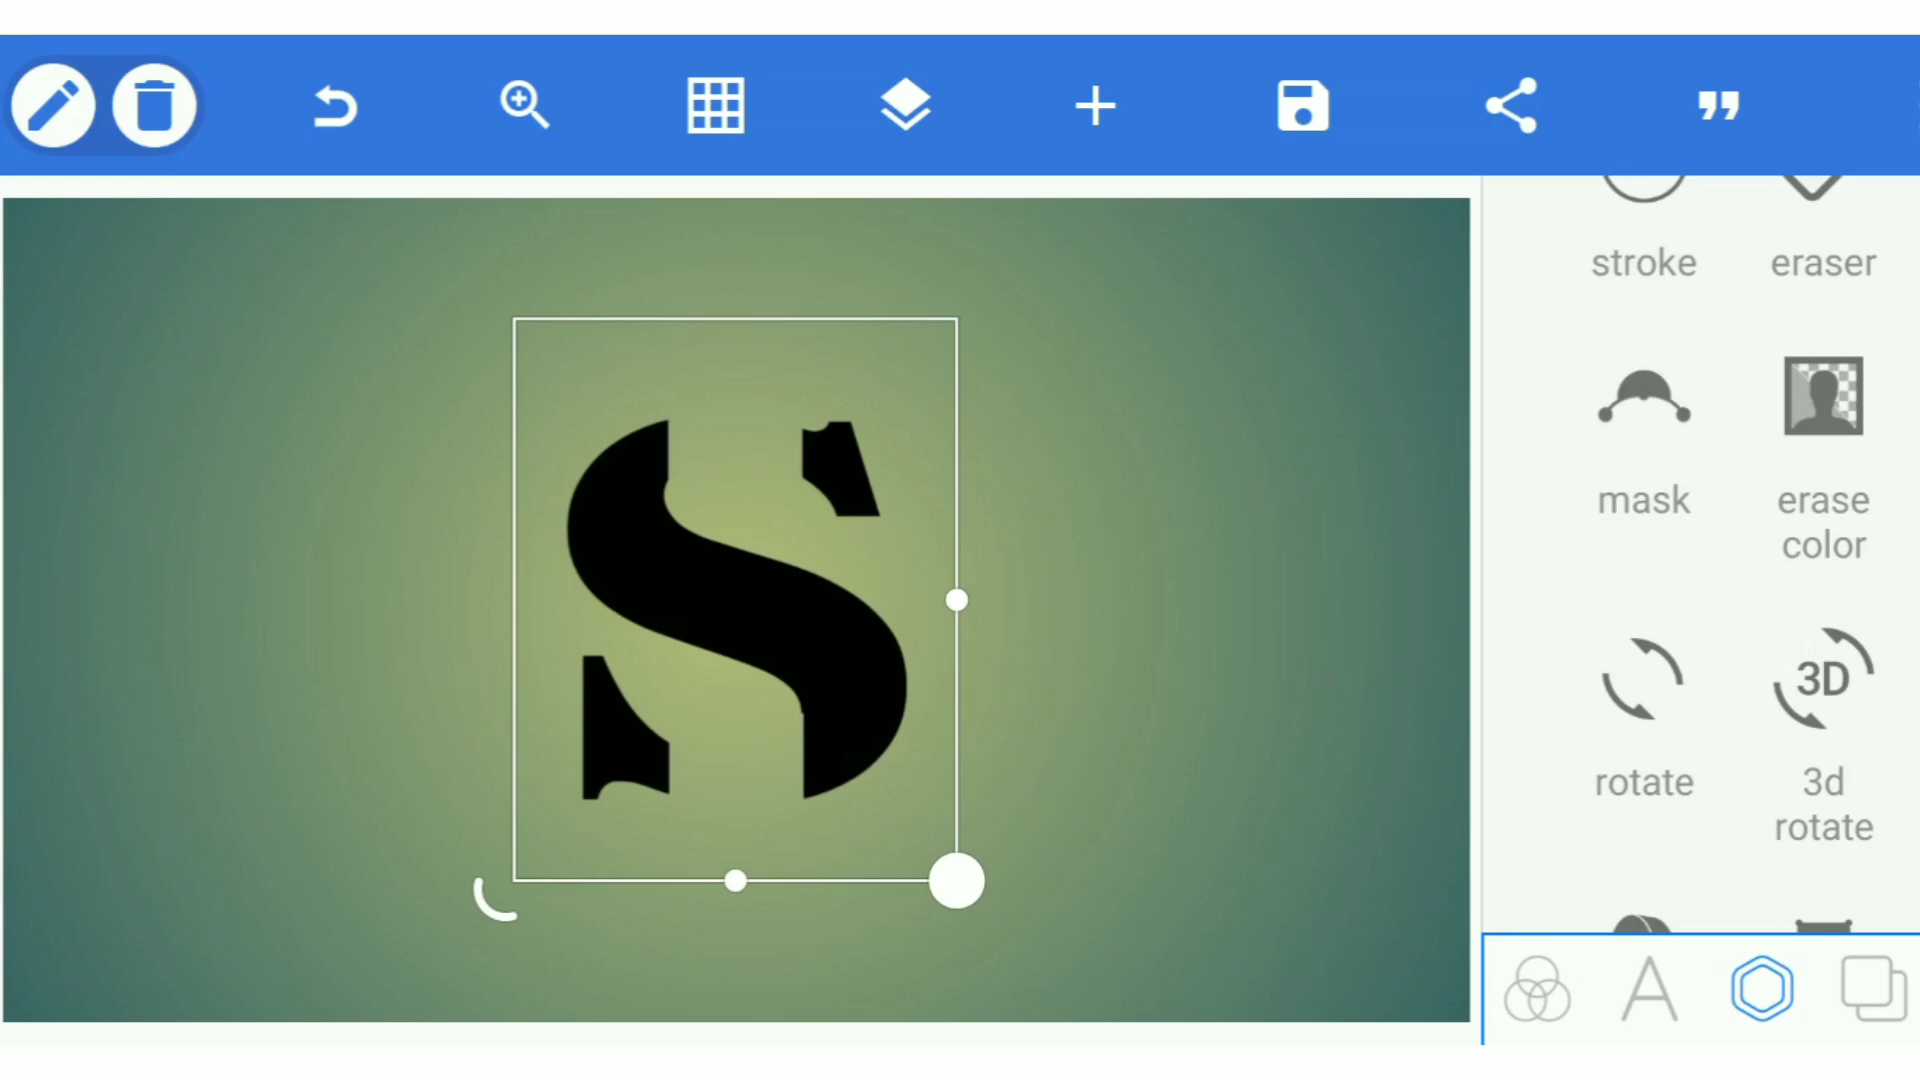 S
stroke eraser
mask erase
color
3D
rotate 3d
rotate
A